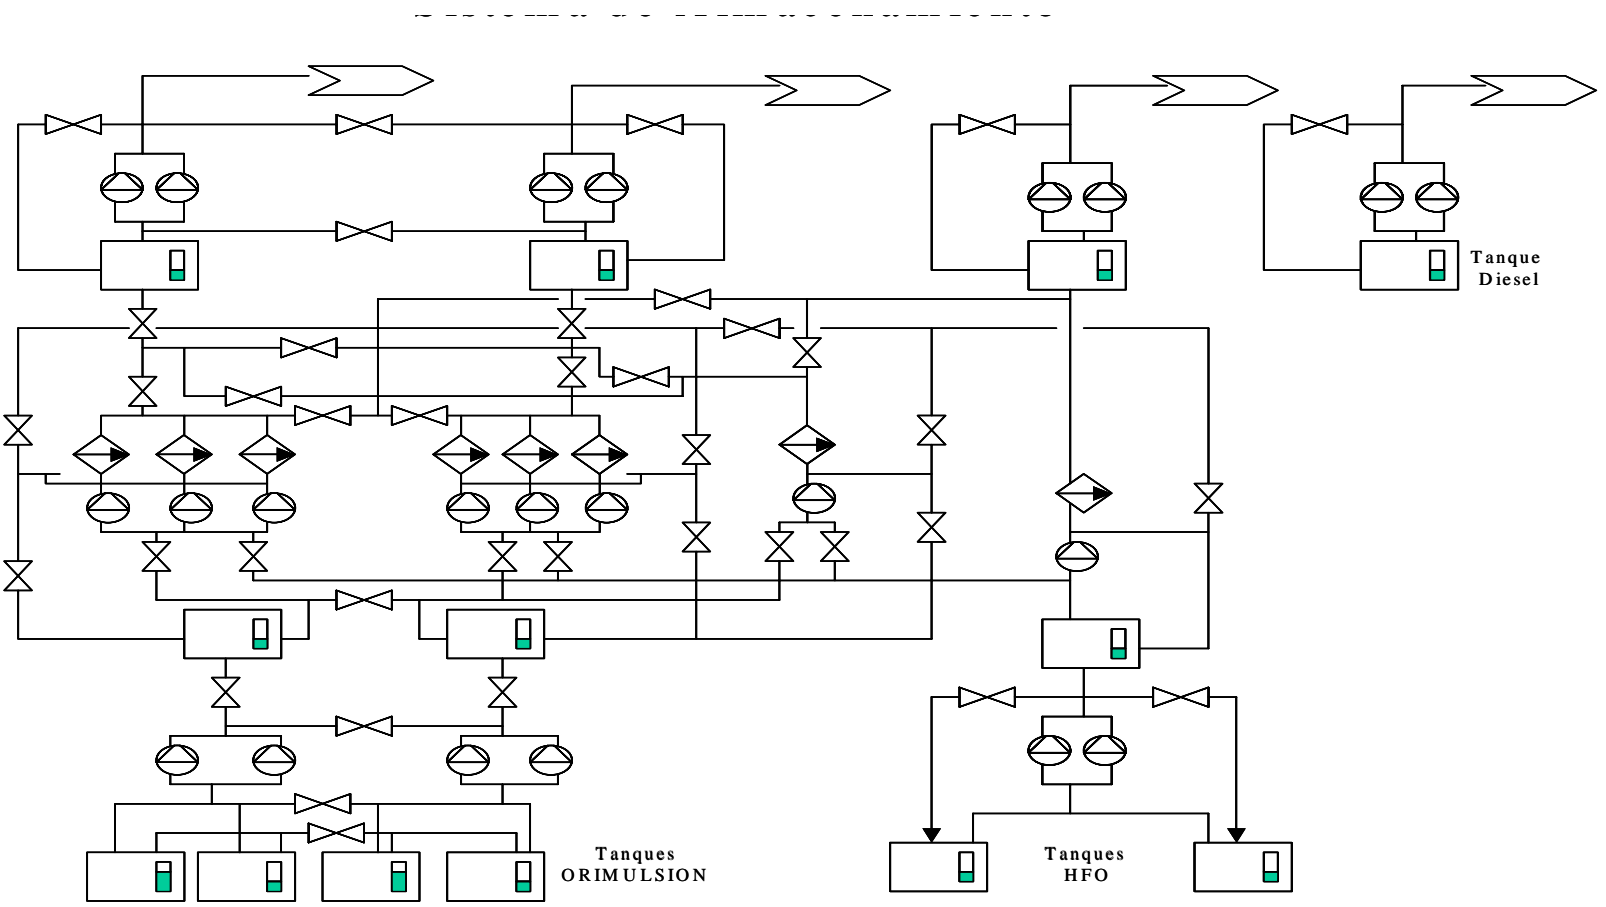 Tanque
Diesel
Tanques
ORIMULSION
Tanques
HFO